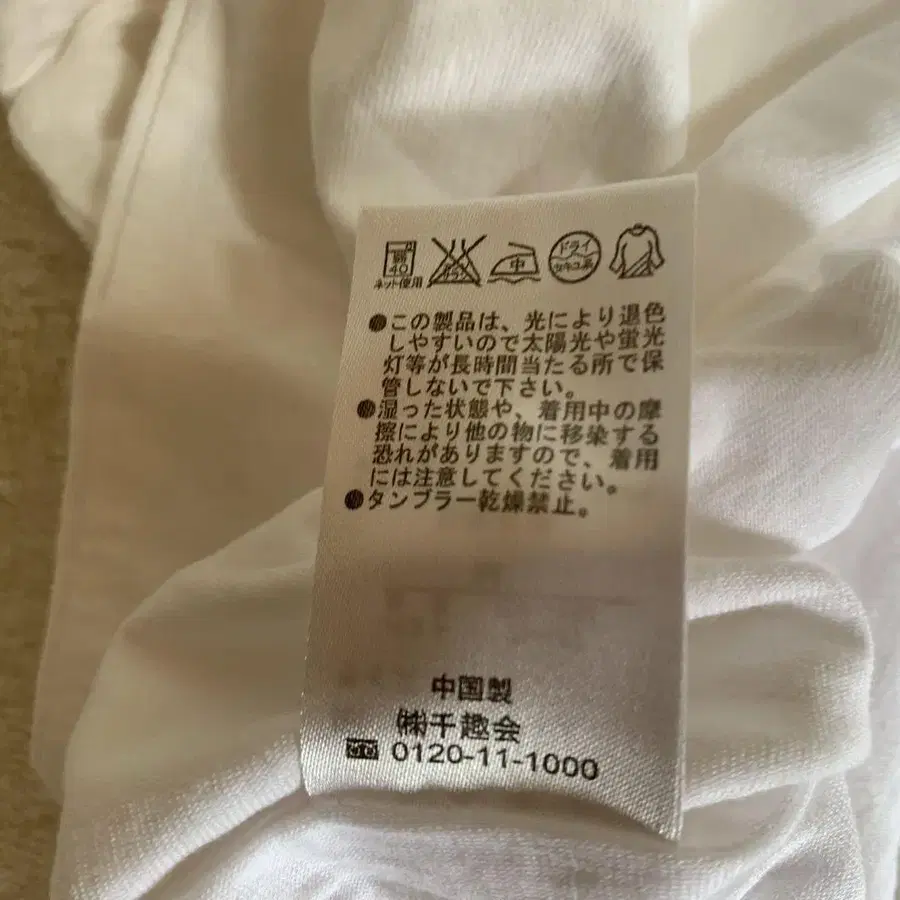 40 中 ドライ
ネット使用 セキユ系
●この製品は、光により退色
しやすいので太陽光や蛍光
灯等が長時間当たる所で保
管しないで下さい。
●湿った状態や、着用中の摩
擦により他の物に移染する
恐れがありますので、着用
には注意してください。
●タンブラー乾燥禁止。
中国製
㈱千趣会
0120-11-1000